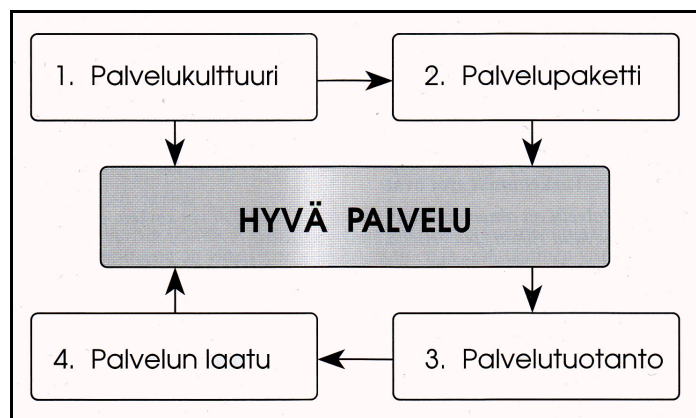 1. Palvelukulttuuri
2. Palvelupaketti
HYVÄ PALVELU
4. Palvelun laatu
3. Palvelutuotanto